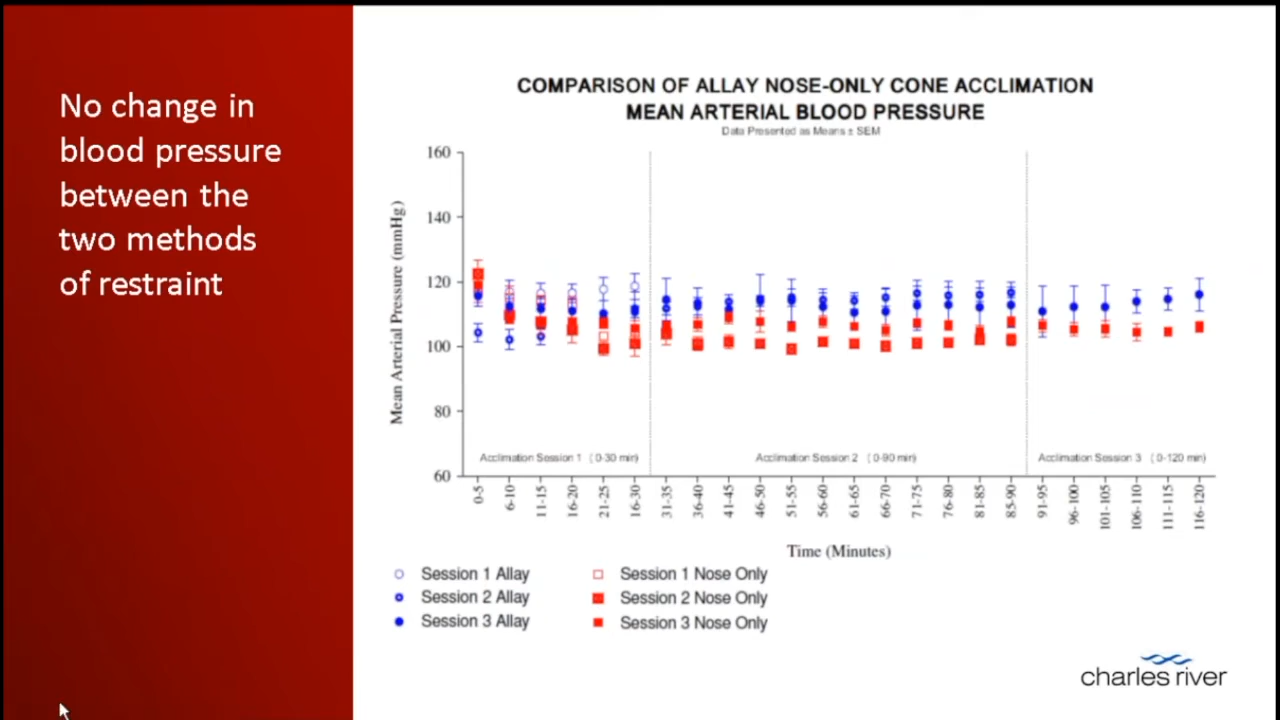 No change in
blood pressure
between the
two methods
of restraint
COMPARISON OF ALLAY NOSE-ONLY CONE ACCLIMATION
MEAN ARTERIAL BLOOD PRESSURE
Data Presented as Means ± SEM
Mean Arterial Pressure (mmHg)
160
140
120
100
80
60
Acclimation Session 1 ( 0-30 min)
Acclimation Session 2 ( 0-90 min)
Acclimation Session 3 ( 0-120 min)
0-5
6-10
11-15
16-20
21-25
16-30
31-35
36-40
41-45
46-50
51-55
56-60
61-65
66-70
71-75
76-80
81-85
85-90
91-95
96-100
101-105
106-110
111-115
116-120
Time (Minutes)
Session 1 Allay
Session 2 Allay
Session 3 Allay
Session 1 Nose Only
Session 2 Nose Only
Session 3 Nose Only
charles river